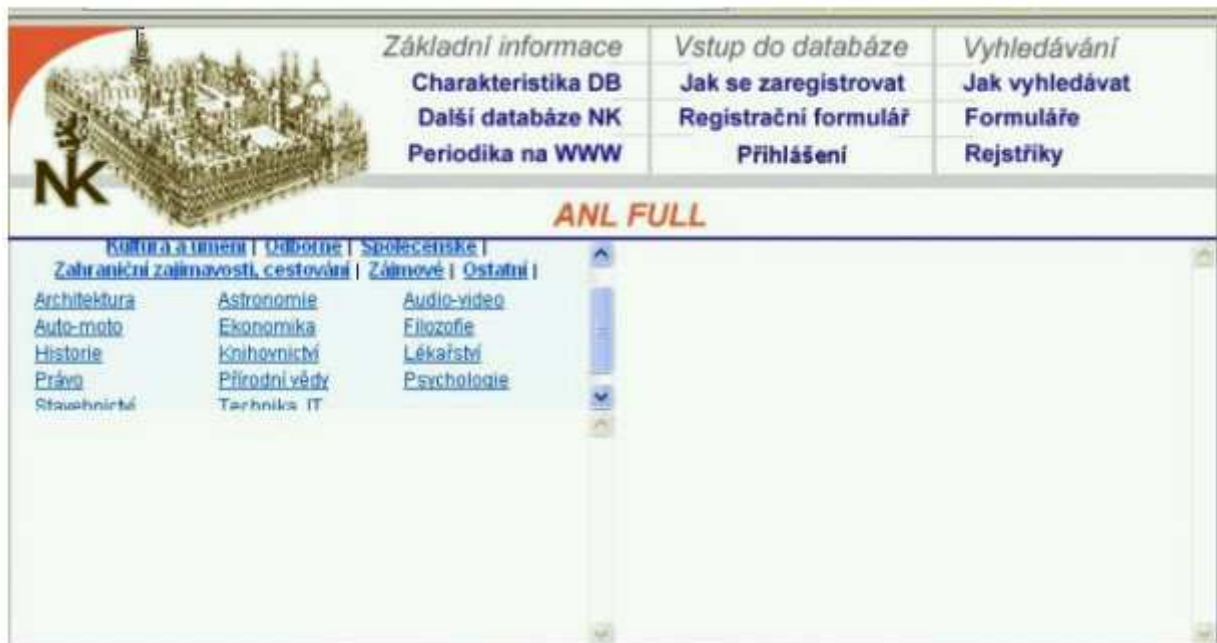 Základní informace Vstup do databáze Vyhledávání
Charakteristika DB Jak se zaregistrovat Jak vyhledávat
Další databáze NK Registrační formulář Formuláře
Periodika na WWW Přihlášení Rejstříky
NK
ANL FULL
Kultura a umění | Odborné | Společenské |
Zahraniční zajímavosti, cestování | Zájmové | Ostatní |
Architektura Astronomie Audio-video
Auto-moto Ekonomika Filozofie
Historie Knihovnictví Lékařství
Právo Přírodní vědy Psychologie
Stavebnictví Technika, IT